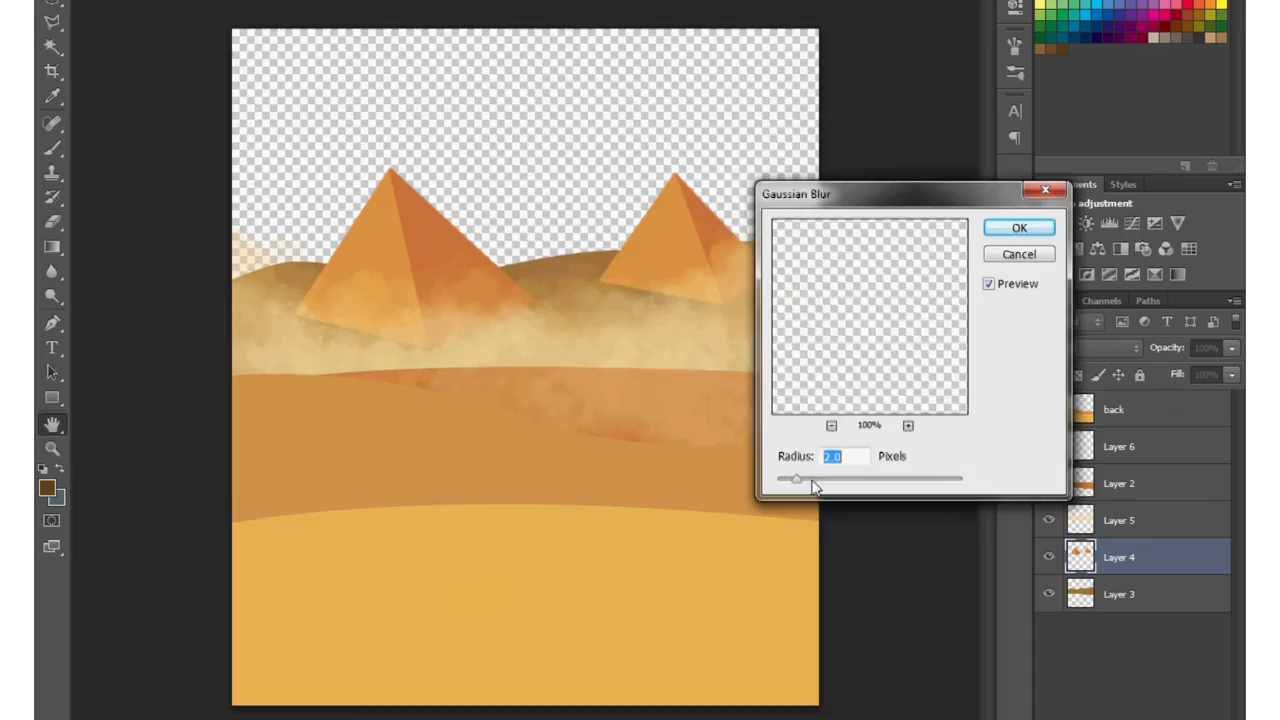 Gaussian Blur
OK
Cancel
Preview
100%
Radius: 2.0 Pixels
ments Styles
adjustment
Channels Paths
Opacity: 100%
Fill: 100%
back
Layer 6
Layer 2
Layer 5
Layer 4
Layer 3